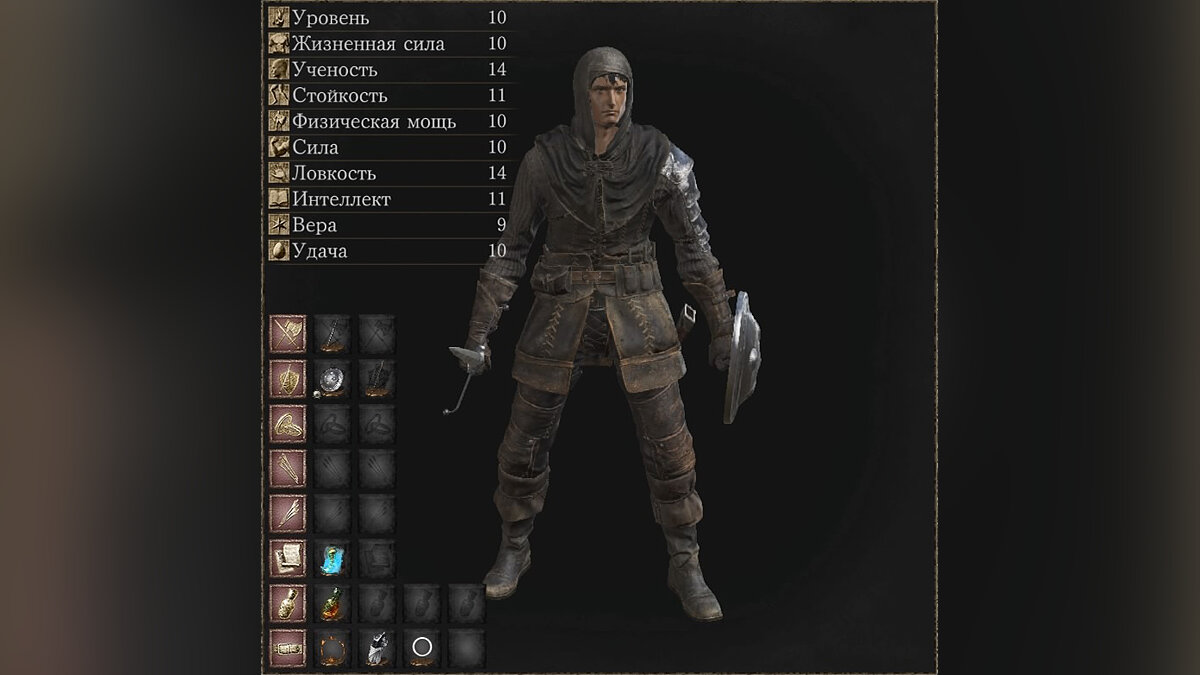 Уровень 10
Жизненная сила 10
Ученость 14
Стойкость 11
Физическая мощь 10
Сила 10
Ловкость 14
Интеллект 11
Вера 9
Удача 10